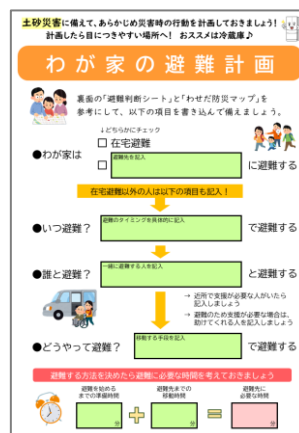 土砂災害に備えて、あらかじめ災害時の行動を計画しておきましょう！
計画したら目につきやすい場所へ！ おススメは冷蔵庫♪
わが家の避難計画
裏面の「避難判断シート」と「わせだ防災マップ」を
参考にして、以下の項目を書き込んで備えましょう。
↓どちらかにチェック
□ 在宅避難
●わが家は
□
避難先を記入
に避難する
在宅避難以外の人は以下の項目も記入！
●いつ避難？
避難のタイミングを具体的に記入
で避難する
●誰と避難？
一緒に避難する人を記入
と避難する
→ 近所で支援が必要な人がいたら
記入しましょう
→ 避難のため支援が必要な場合は、
助けてくれる人を記入しましょう
●どうやって避難？
移動する手段を記入
で避難する
避難する方法を決めたら避難に必要な時間を考えておきましょう
避難を始める
までの準備時間
分
＋
避難先までの
移動時間
分
＝
避難先に
必要な時間
分